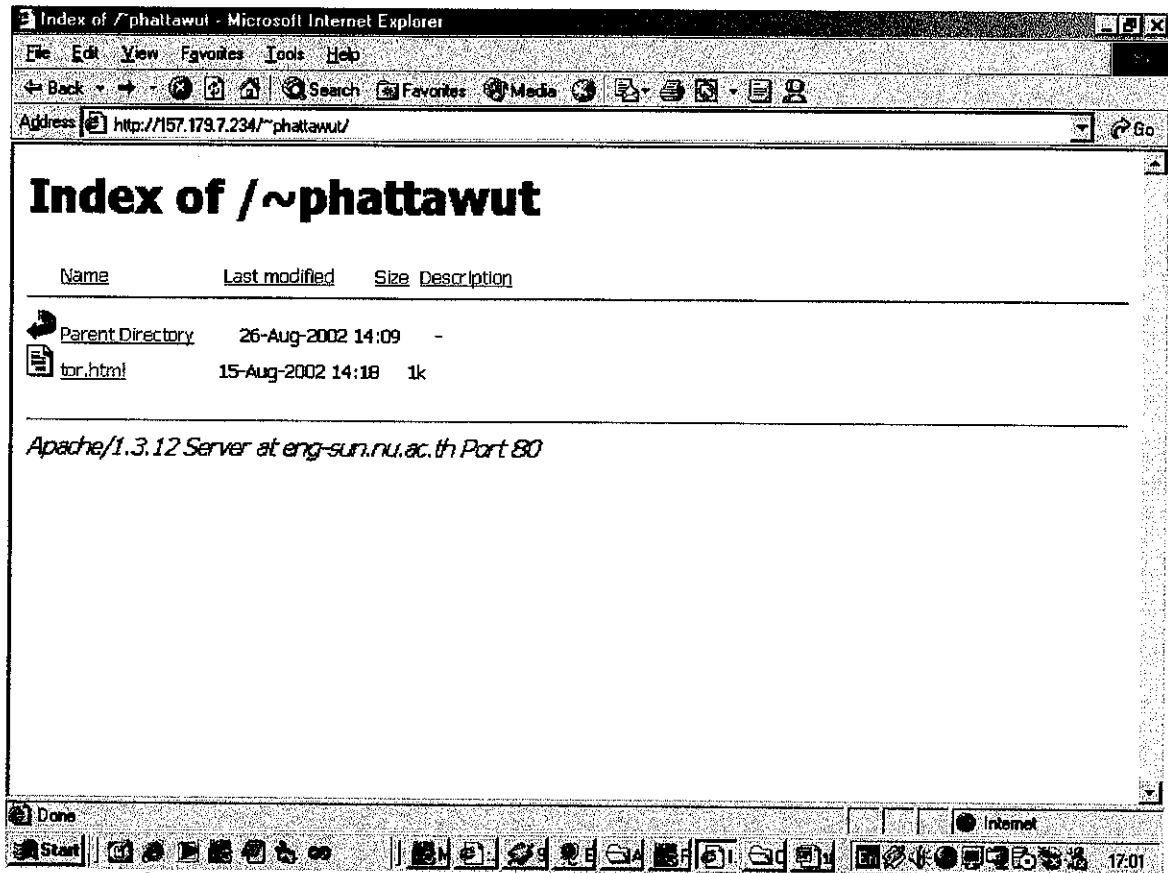 Index of /~phattawut - Microsoft Internet Explorer
File Edit View Favorites Tools Help
Back Search Favorites Media
Address http://157.179.7.234/~phattawut/ Go
Index of /~phattawut
Name Last modified Size Description
Parent Directory 26-Aug-2002 14:09 -
tor.html 15-Aug-2002 14:18 1k
Apache/1.3.12 Server at eng-sun.nu.ac.th Port 80
Done Internet
Start En 17:01